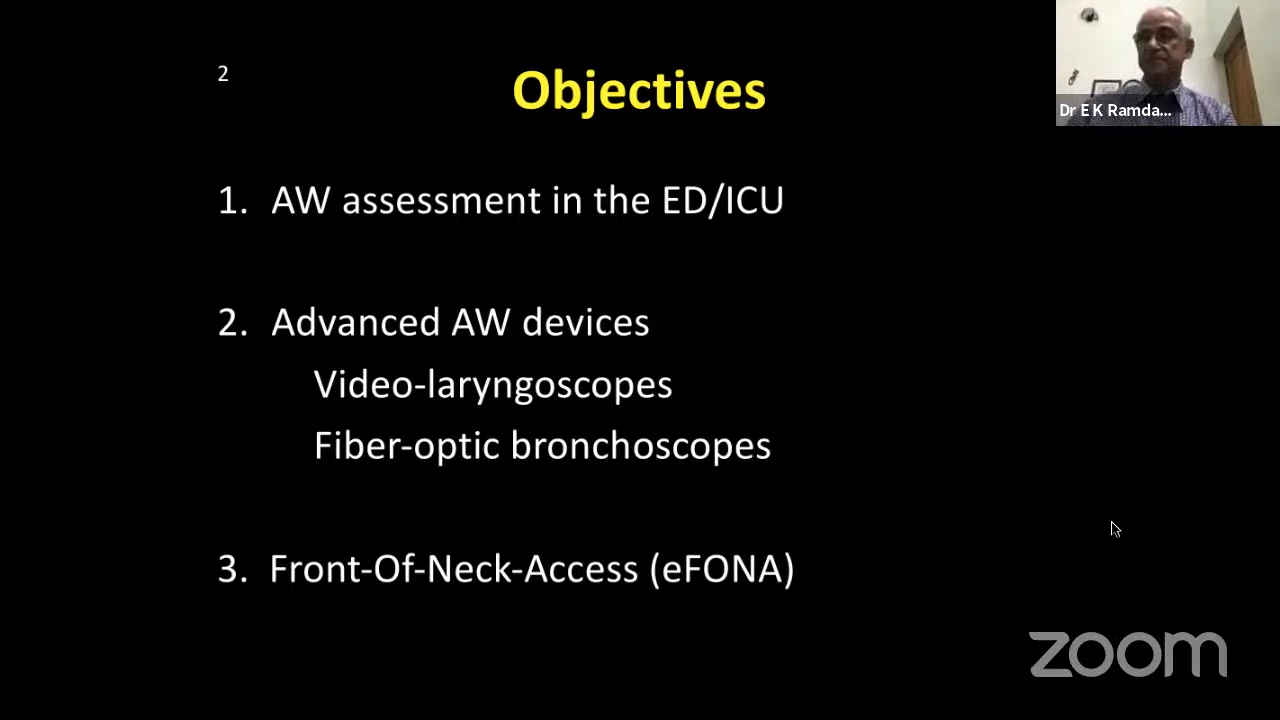 2
Objectives
Dr E K Ramda...
1. AW assessment in the ED/ICU
2. Advanced AW devices
Video-laryngoscopes
Fiber-optic bronchoscopes
3. Front-Of-Neck-Access (eFONA)
zoom